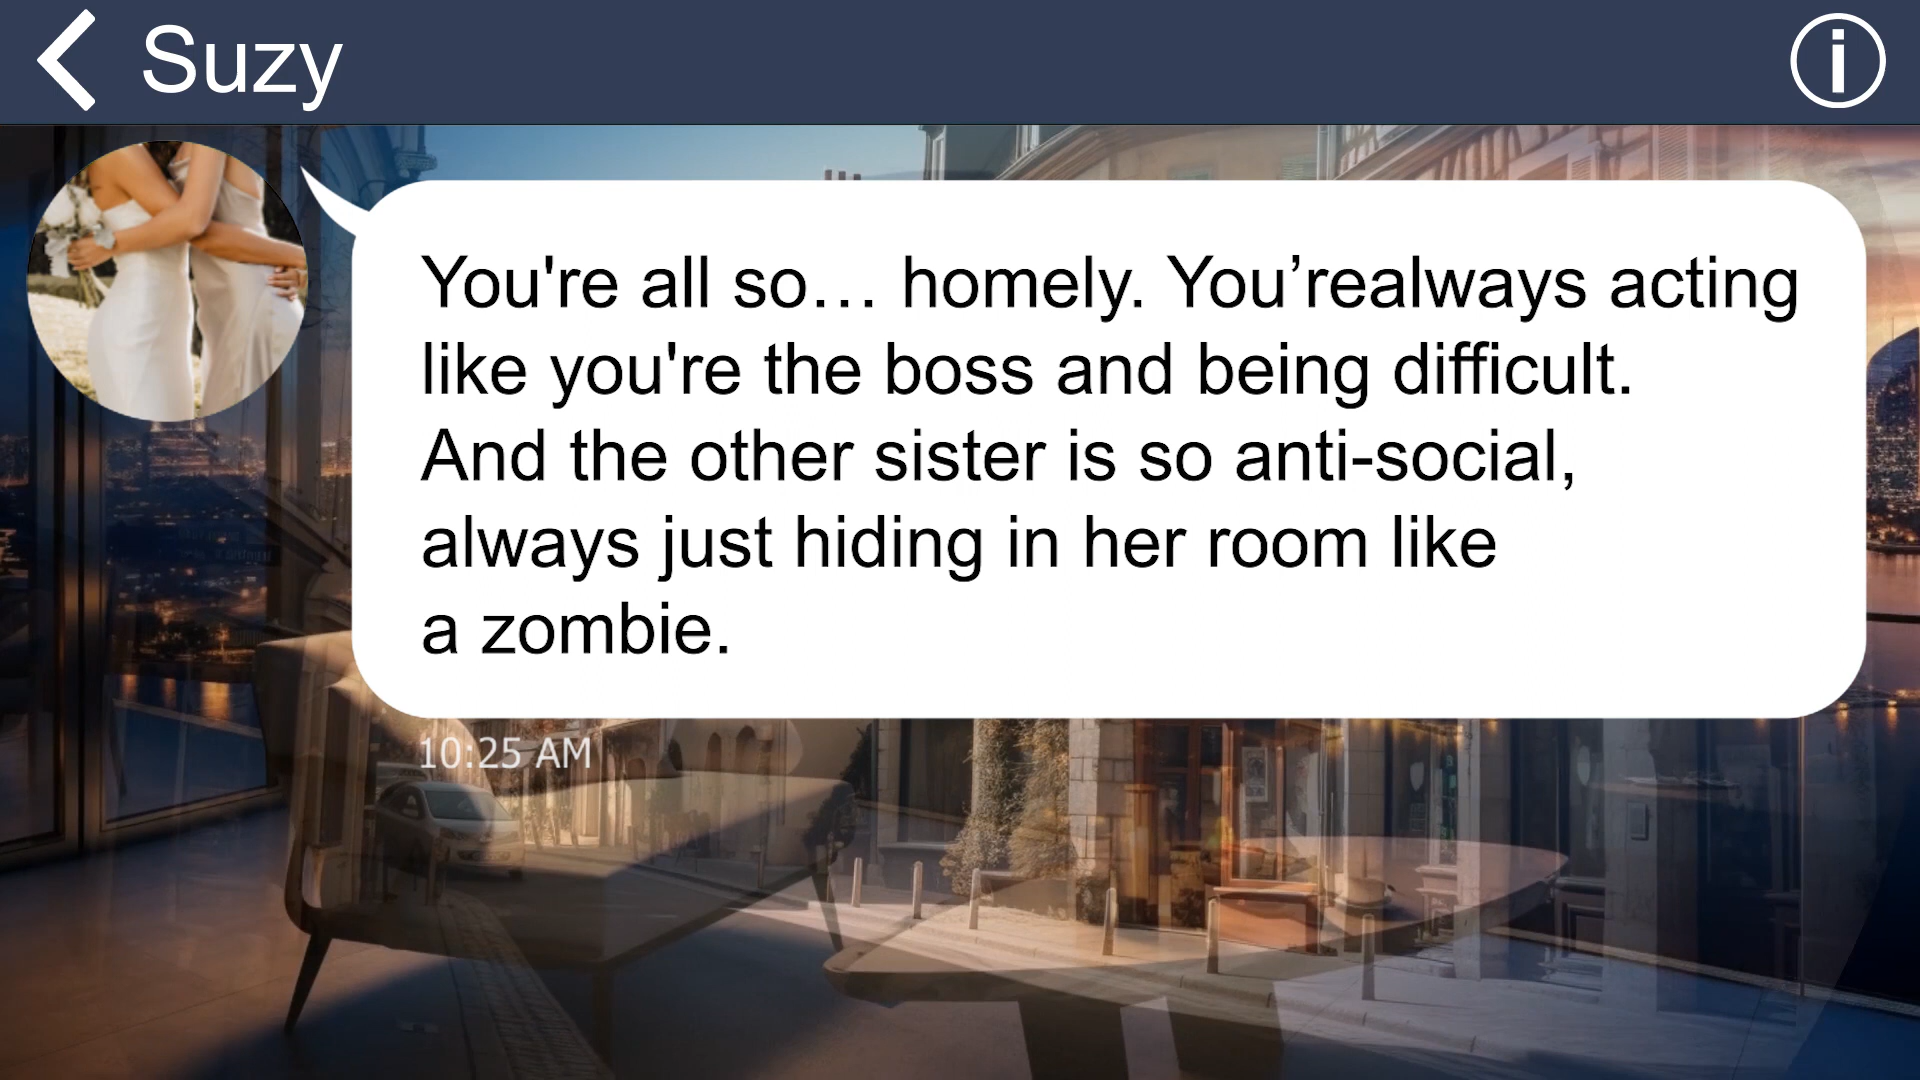 Suzy
You're all so… homely. You’realways acting
like you're the boss and being difficult.
And the other sister is so anti-social,
always just hiding in her room like
a zombie.
10:25 AM